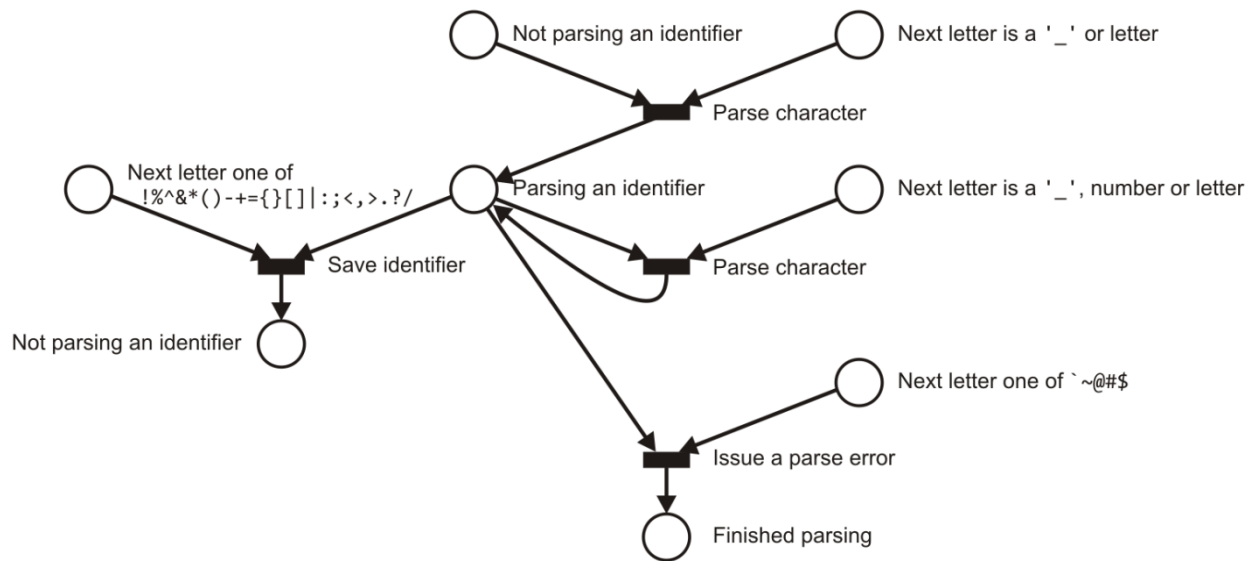 Not parsing an identifier
Next letter is a '_' or letter
Parse character
Next letter one of
!%^&*()-+={}[]|:;<,>.?/
Parsing an identifier
Next letter is a '_', number or letter
Save identifier
Parse character
Not parsing an identifier
Next letter one of `~@#$
Issue a parse error
Finished parsing